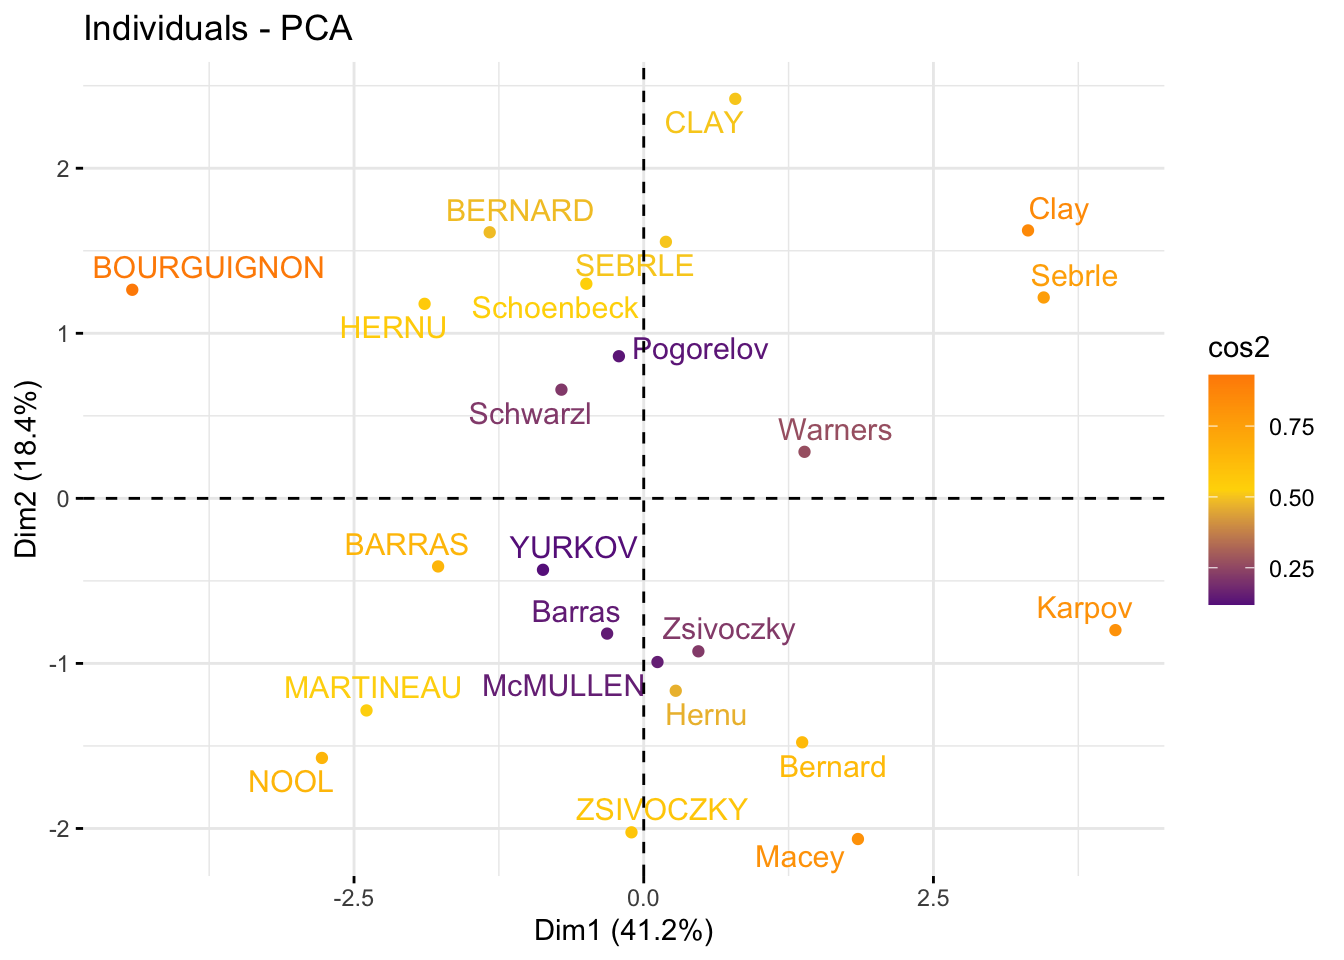 Individuals - PCA
CLAY
2
BERNARD
Clay
BOURGUIGNON
SEBRLE
Sebrle
Schoenbeck
HERNU
1
Pogorelov
cos2
Schwarzl
Warners
0.75
0
0.50
Dim2 (18.4%)
BARRAS
YURKOV
0.25
Barras
Karpov
Zsivoczky
-1
MARTINEAU
McMULLEN
Hernu
NOOL
Bernard
ZSIVOCZKY
-2
Macey
-2.5
0.0
2.5
Dim1 (41.2%)